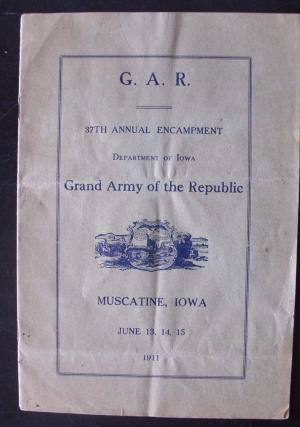 G. A. R.
37TH ANNUAL ENCAMPMENT
DEPARTMENT OF IOWA
Grand Army of the Republic
MUSCATINE, IOWA
JUNE 13, 14, 15
1911